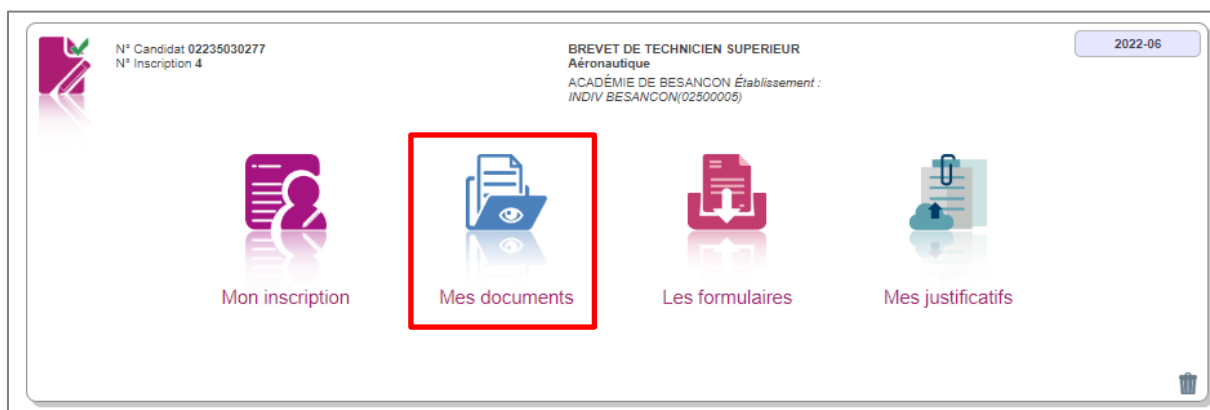 N° Candidat 02235030277
N° Inscription 4
BREVET DE TECHNICIEN SUPERIEUR
Aéronautique
ACADÉMIE DE BESANCON Établissement :
INDIV BESANCON(02500005)
2022-06
Mon inscription
Mes documents
Les formulaires
Mes justificatifs